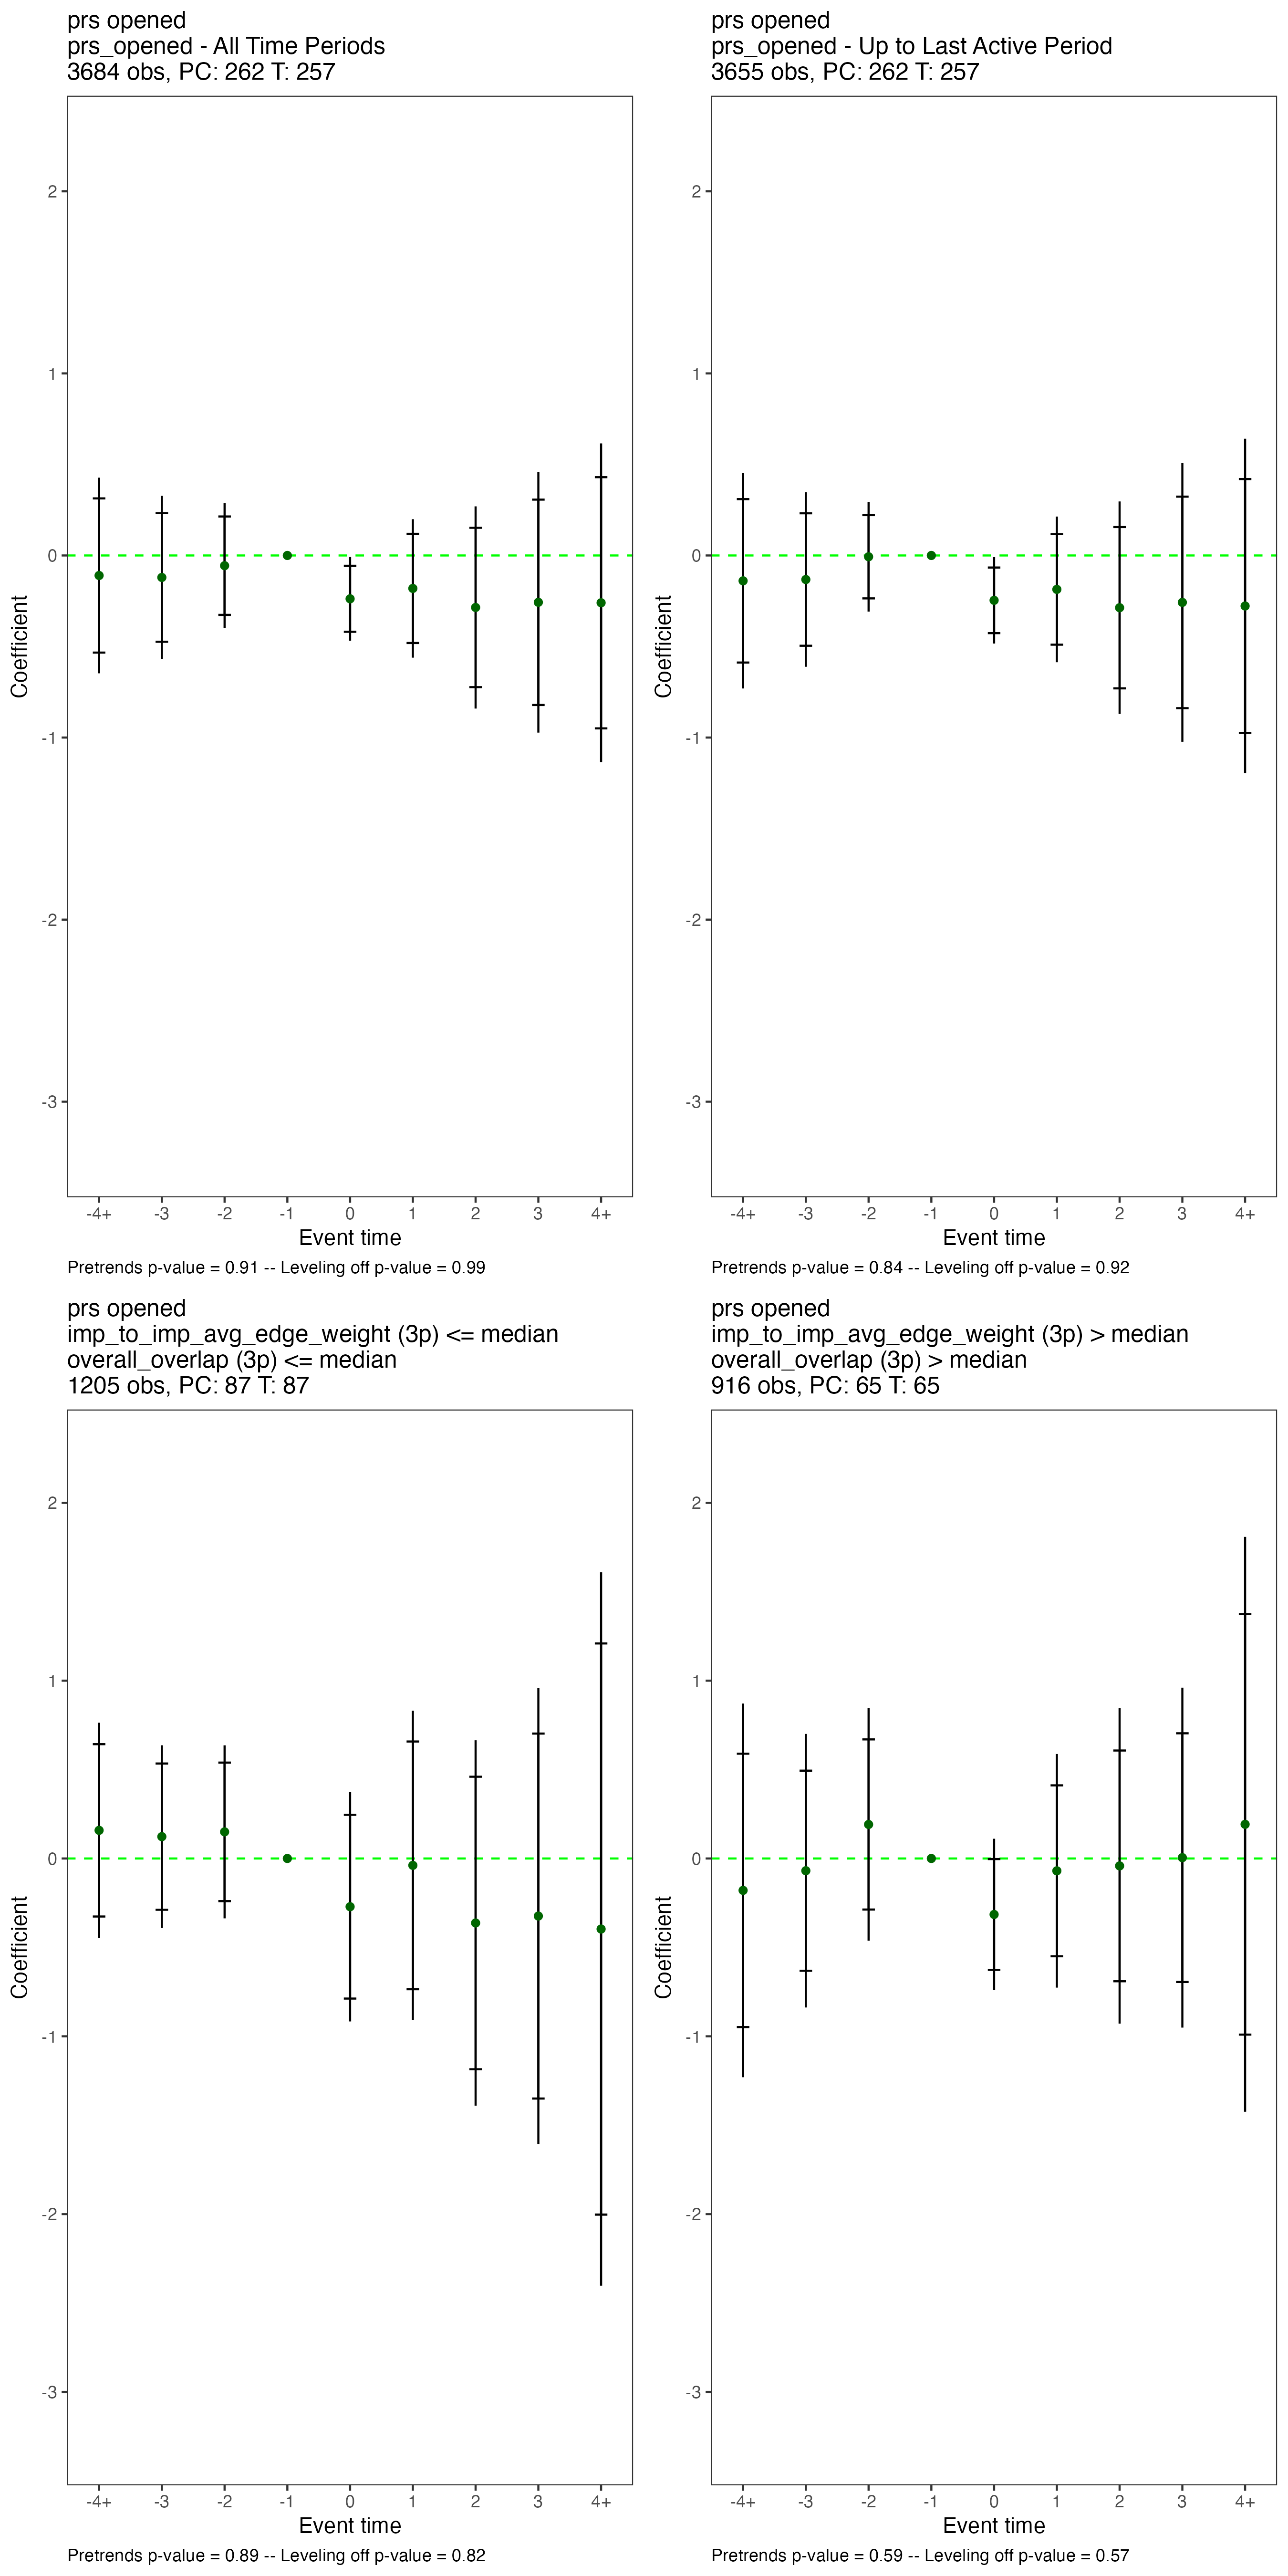 prs opened
prs_opened - All Time Periods
3684 obs, PC: 262 T: 257
Coefficient
2
1
0
-1
-2
-3
-4+ -3 -2 -1 0 1 2 3 4+
Event time
Pretrends p-value = 0.91 -- Leveling off p-value = 0.99
prs opened
prs_opened - Up to Last Active Period
3655 obs, PC: 262 T: 257
Coefficient
2
1
0
-1
-2
-3
-4+ -3 -2 -1 0 1 2 3 4+
Event time
Pretrends p-value = 0.84 -- Leveling off p-value = 0.92
prs opened
imp_to_imp_avg_edge_weight (3p) <= median
overall_overlap (3p) <= median
1205 obs, PC: 87 T: 87
Coefficient
2
1
0
-1
-2
-3
-4+ -3 -2 -1 0 1 2 3 4+
Event time
Pretrends p-value = 0.89 -- Leveling off p-value = 0.82
prs opened
imp_to_imp_avg_edge_weight (3p) > median
overall_overlap (3p) > median
916 obs, PC: 65 T: 65
Coefficient
2
1
0
-1
-2
-3
-4+ -3 -2 -1 0 1 2 3 4+
Event time
Pretrends p-value = 0.59 -- Leveling off p-value = 0.57